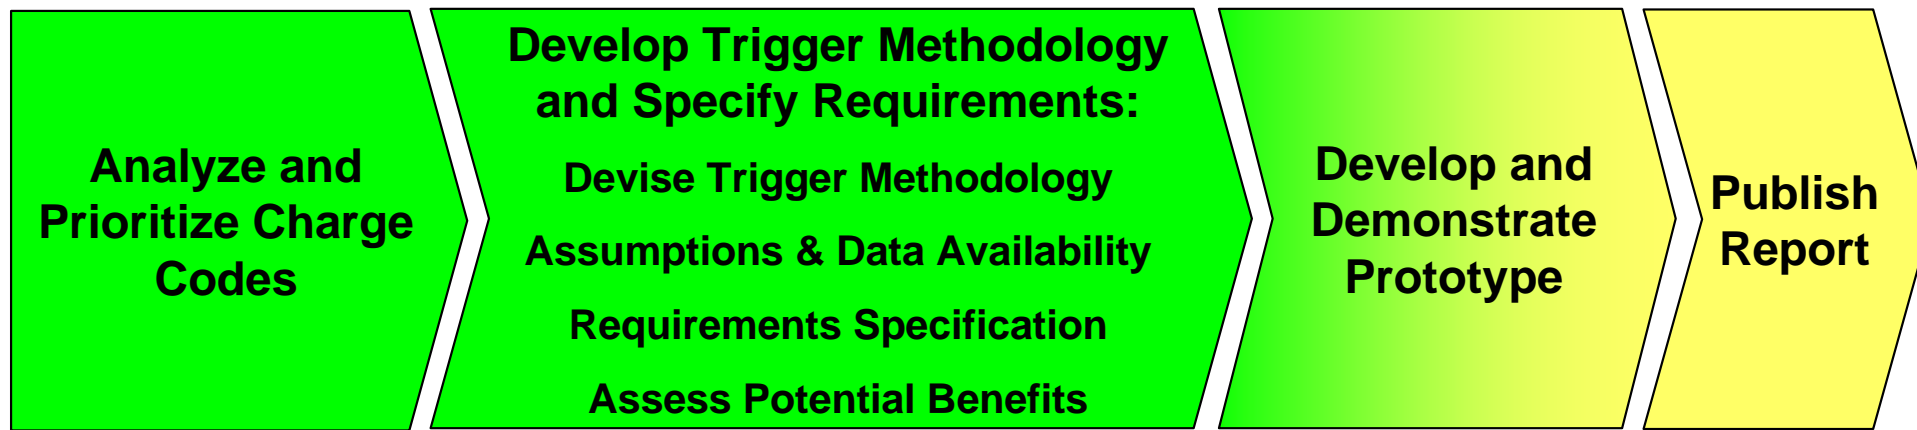 Analyze and
Prioritize Charge
Codes
Develop Trigger Methodology
and Specify Requirements:
Devise Trigger Methodology
Assumptions & Data Availability
Requirements Specification
Assess Potential Benefits
Develop and
Demonstrate
Prototype
Publish
Report